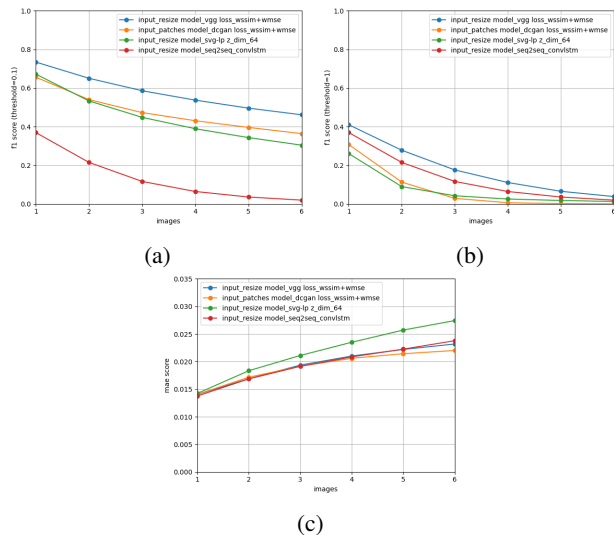 input_resize model_vgg loss_wssim+wmse
input_patches model_dcgan loss_wssim+wmse
input_resize model_svg-lp z_dim_64
input_resize model_seq2seq_convlstm
f1 score (threshold=0.1)
1.0
0.8
0.6
0.4
0.2
0.0
1 2 3 4 5 6
images
(a)
input_resize model_vgg loss_wssim+wmse
input_patches model_dcgan loss_wssim+wmse
input_resize model_svg-lp z_dim_64
input_resize model_seq2seq_convlstm
f1 score (threshold=1)
1.0
0.8
0.6
0.4
0.2
0.0
1 2 3 4 5 6
images
(b)
input_resize model_vgg loss_wssim+wmse
input_patches model_dcgan loss_wssim+wmse
input_resize model_svg-lp z_dim_64
input_resize model_seq2seq_convlstm
mae score
0.035
0.030
0.025
0.020
0.015
0.010
0.005
0.000
1 2 3 4 5 6
images
(c)